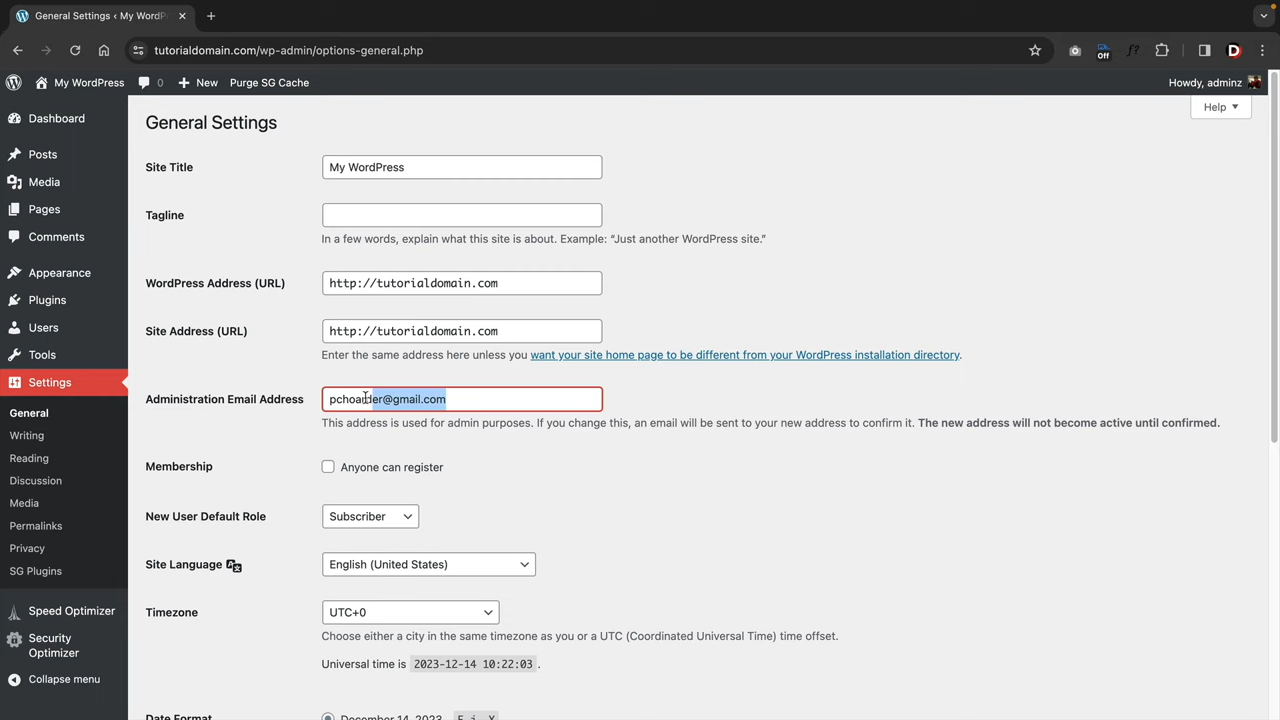 General Settings ‹ My WordP
tutorialdomain.com/wp-admin/options-general.php
Off
f?
D
My WordPress
0
New
Purge SG Cache
Howdy, adminz
Help
Dashboard
Posts
Media
Pages
Comments
Appearance
Plugins
Users
Tools
Settings
General
Writing
Reading
Discussion
Media
Permalinks
Privacy
SG Plugins
Speed Optimizer
Security
Optimizer
Collapse menu
General Settings
Site Title
My WordPress
Tagline
In a few words, explain what this site is about. Example: “Just another WordPress site.”
WordPress Address (URL)
http://tutorialdomain.com
Site Address (URL)
http://tutorialdomain.com
Enter the same address here unless you want your site home page to be different from your WordPress installation directory.
Administration Email Address
pchoarder@gmail.com
This address is used for admin purposes. If you change this, an email will be sent to your new address to confirm it. The new address will not become active until confirmed.
Membership
Anyone can register
New User Default Role
Subscriber
Site Language
English (United States)
Timezone
UTC+0
Choose either a city in the same timezone as you or a UTC (Coordinated Universal Time) time offset.
Universal time is 2023-12-14 10:22:03 .
Date Format
December 14, 2023
F j, Y